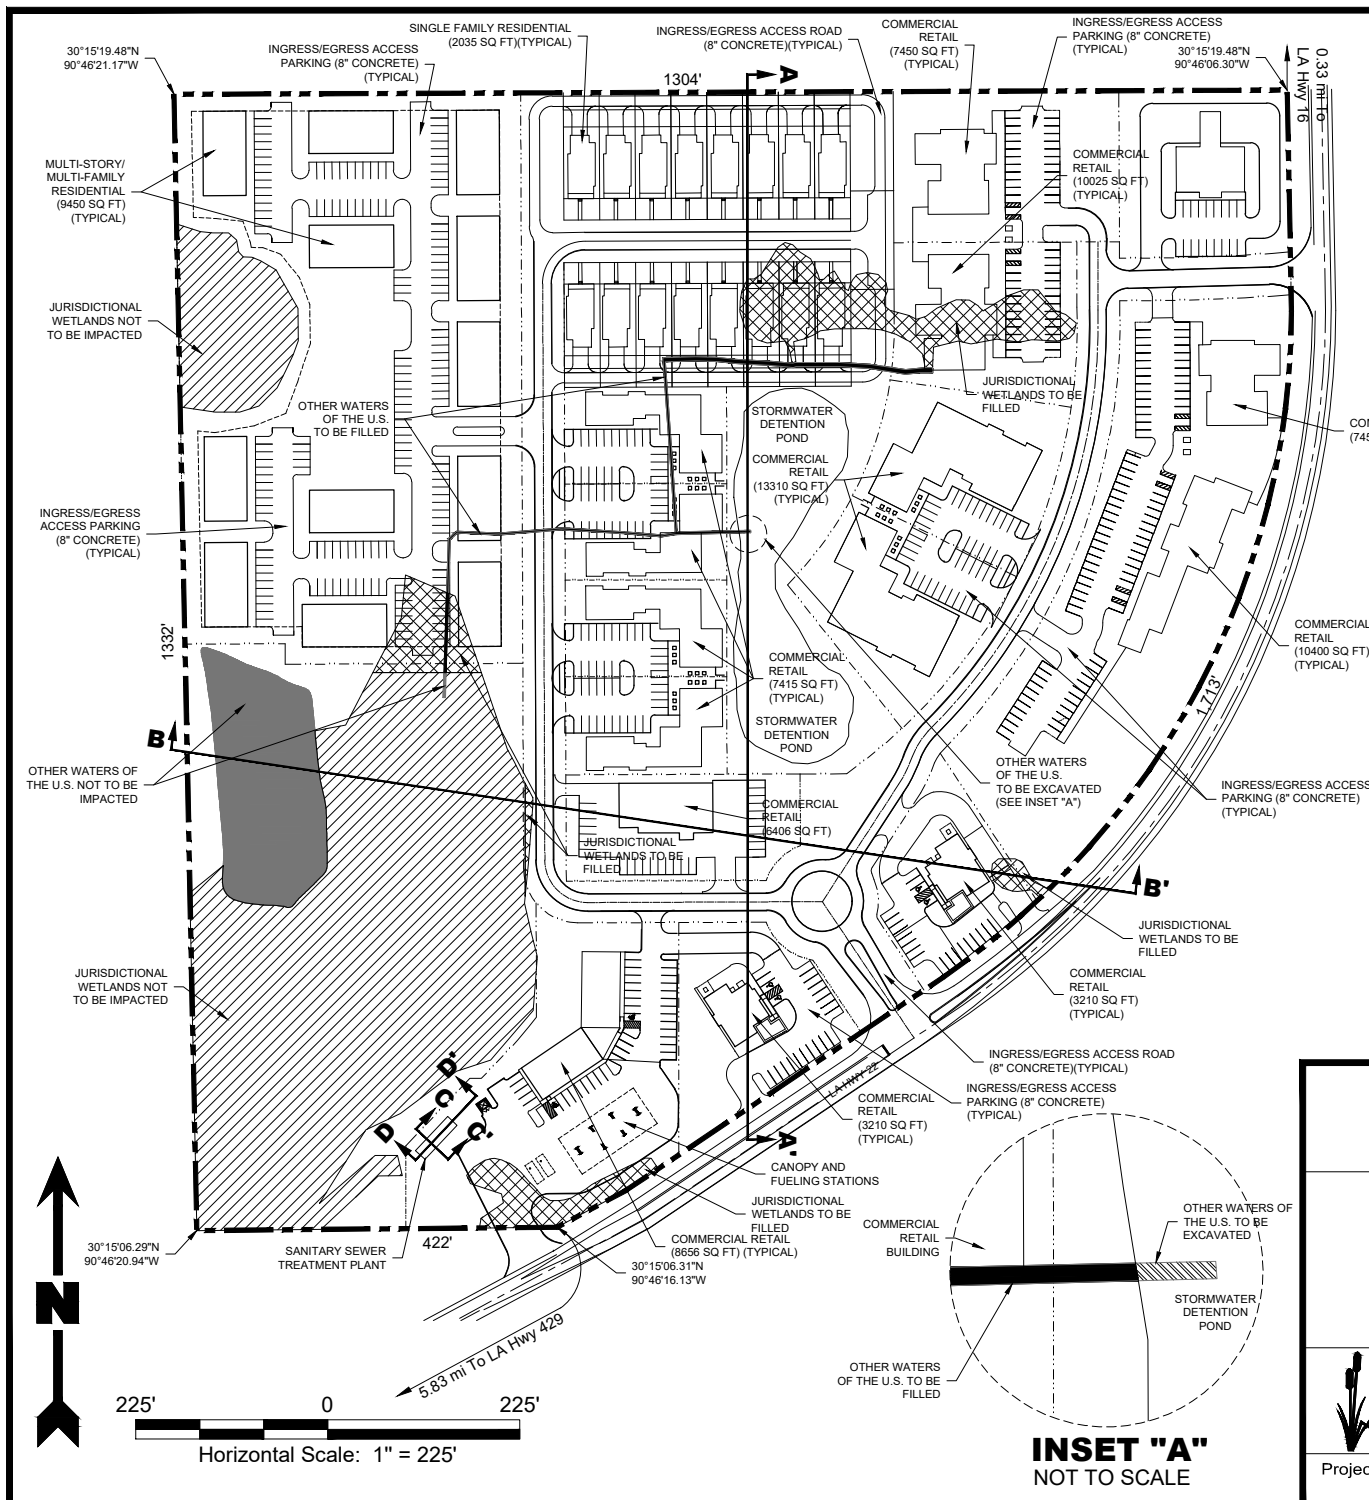 30°15'19.48"N
90°46'21.17"W
INGRESS/EGRESS ACCESS
PARKING (8" CONCRETE)
(TYPICAL)
SINGLE FAMILY RESIDENTIAL
(2035 SQ FT)(TYPICAL)
INGRESS/EGRESS ACCESS ROAD
(8" CONCRETE)(TYPICAL)
COMMERCIAL
RETAIL
(7450 SQ FT)
(TYPICAL)
INGRESS/EGRESS ACCESS
PARKING (8" CONCRETE)
(TYPICAL)
30°15'19.48"N
90°46'06.30"W
0.33 mi To
LA Hwy 16
1304'
A
MULTI-STORY/
MULTI-FAMILY
RESIDENTIAL
(9450 SQ FT)
(TYPICAL)
COMMERCIAL
RETAIL
(10025 SQ FT)
(TYPICAL)
JURISDICTIONAL
WETLANDS NOT
TO BE IMPACTED
OTHER WATERS
OF THE U.S.
TO BE FILLED
JURISDICTIONAL
WETLANDS TO BE
FILLED
STORMWATER
DETENTION
POND
COMMERCIAL
RETAIL
(13310 SQ FT)
(TYPICAL)
INGRESS/EGRESS
ACCESS PARKING
(8" CONCRETE)
(TYPICAL)
1332'
COMMERCIAL
RETAIL
(10400 SQ FT)
(TYPICAL)
COMMERCIAL
RETAIL
(7415 SQ FT)
(TYPICAL)
STORMWATER
DETENTION
POND
1,713'
B
OTHER WATERS OF
THE U.S. NOT TO BE
IMPACTED
OTHER WATERS
OF THE U.S.
TO BE EXCAVATED
(SEE INSET "A")
INGRESS/EGRESS ACCESS
PARKING (8" CONCRETE)
(TYPICAL)
COMMERCIAL
RETAIL
(6406 SQ FT)
JURISDICTIONAL
WETLANDS TO BE
FILLED
B'
JURISDICTIONAL
WETLANDS TO BE
FILLED
JURISDICTIONAL
WETLANDS NOT
TO BE IMPACTED
COMMERCIAL
RETAIL
(3210 SQ FT)
(TYPICAL)
INGRESS/EGRESS ACCESS ROAD
(8" CONCRETE)(TYPICAL)
INGRESS/EGRESS ACCESS
PARKING (8" CONCRETE)
(TYPICAL)
LA HWY 22
COMMERCIAL
RETAIL
(3210 SQ FT)
(TYPICAL)
D'
C
D
C'
A'
CANOPY AND
FUELING STATIONS
JURISDICTIONAL
WETLANDS TO BE
FILLED
COMMERCIAL RETAIL
(8656 SQ FT) (TYPICAL)
30°15'06.31"N
90°46'16.13"W
30°15'06.29"N
90°46'20.94"W
422'
SANITARY SEWER
TREATMENT PLANT
5.83 mi To LA Hwy 429
N
COMMERCIAL
RETAIL
BUILDING
OTHER WATERS OF
THE U.S. TO BE
EXCAVATED
STORMWATER
DETENTION
POND
OTHER WATERS
OF THE U.S. TO BE
FILLED
225' 0 225'
Horizontal Scale: 1" = 225'
INSET "A"
NOT TO SCALE